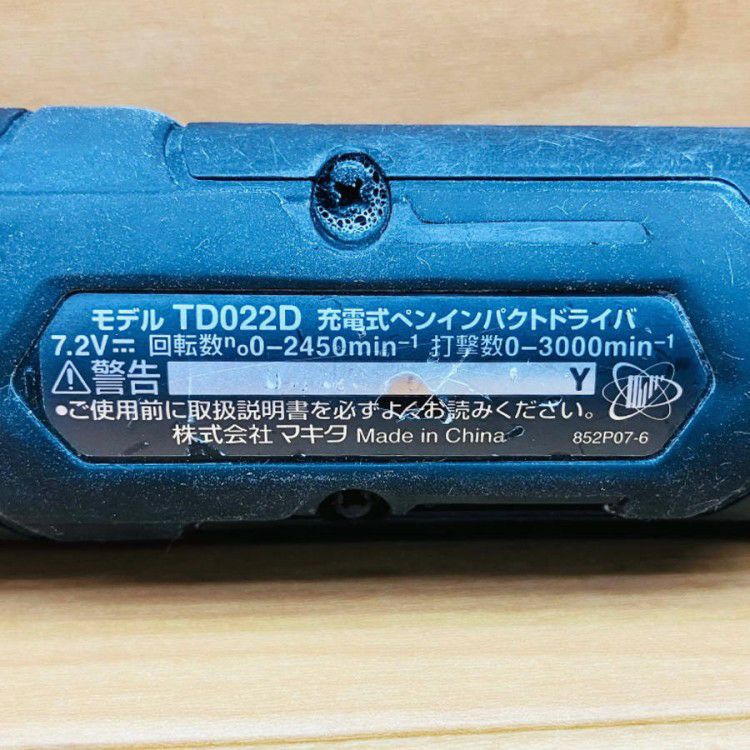 モデル TD022D 充電式ペンインパクトドライバ
7.2V⎓ 回転数n₀0-2450min⁻¹ 打撃数0-3000min⁻¹
⚠警告 Y
•ご使用前に取扱説明書を必ずよくお読みください。
株式会社マキタ Made in China 852P07-6